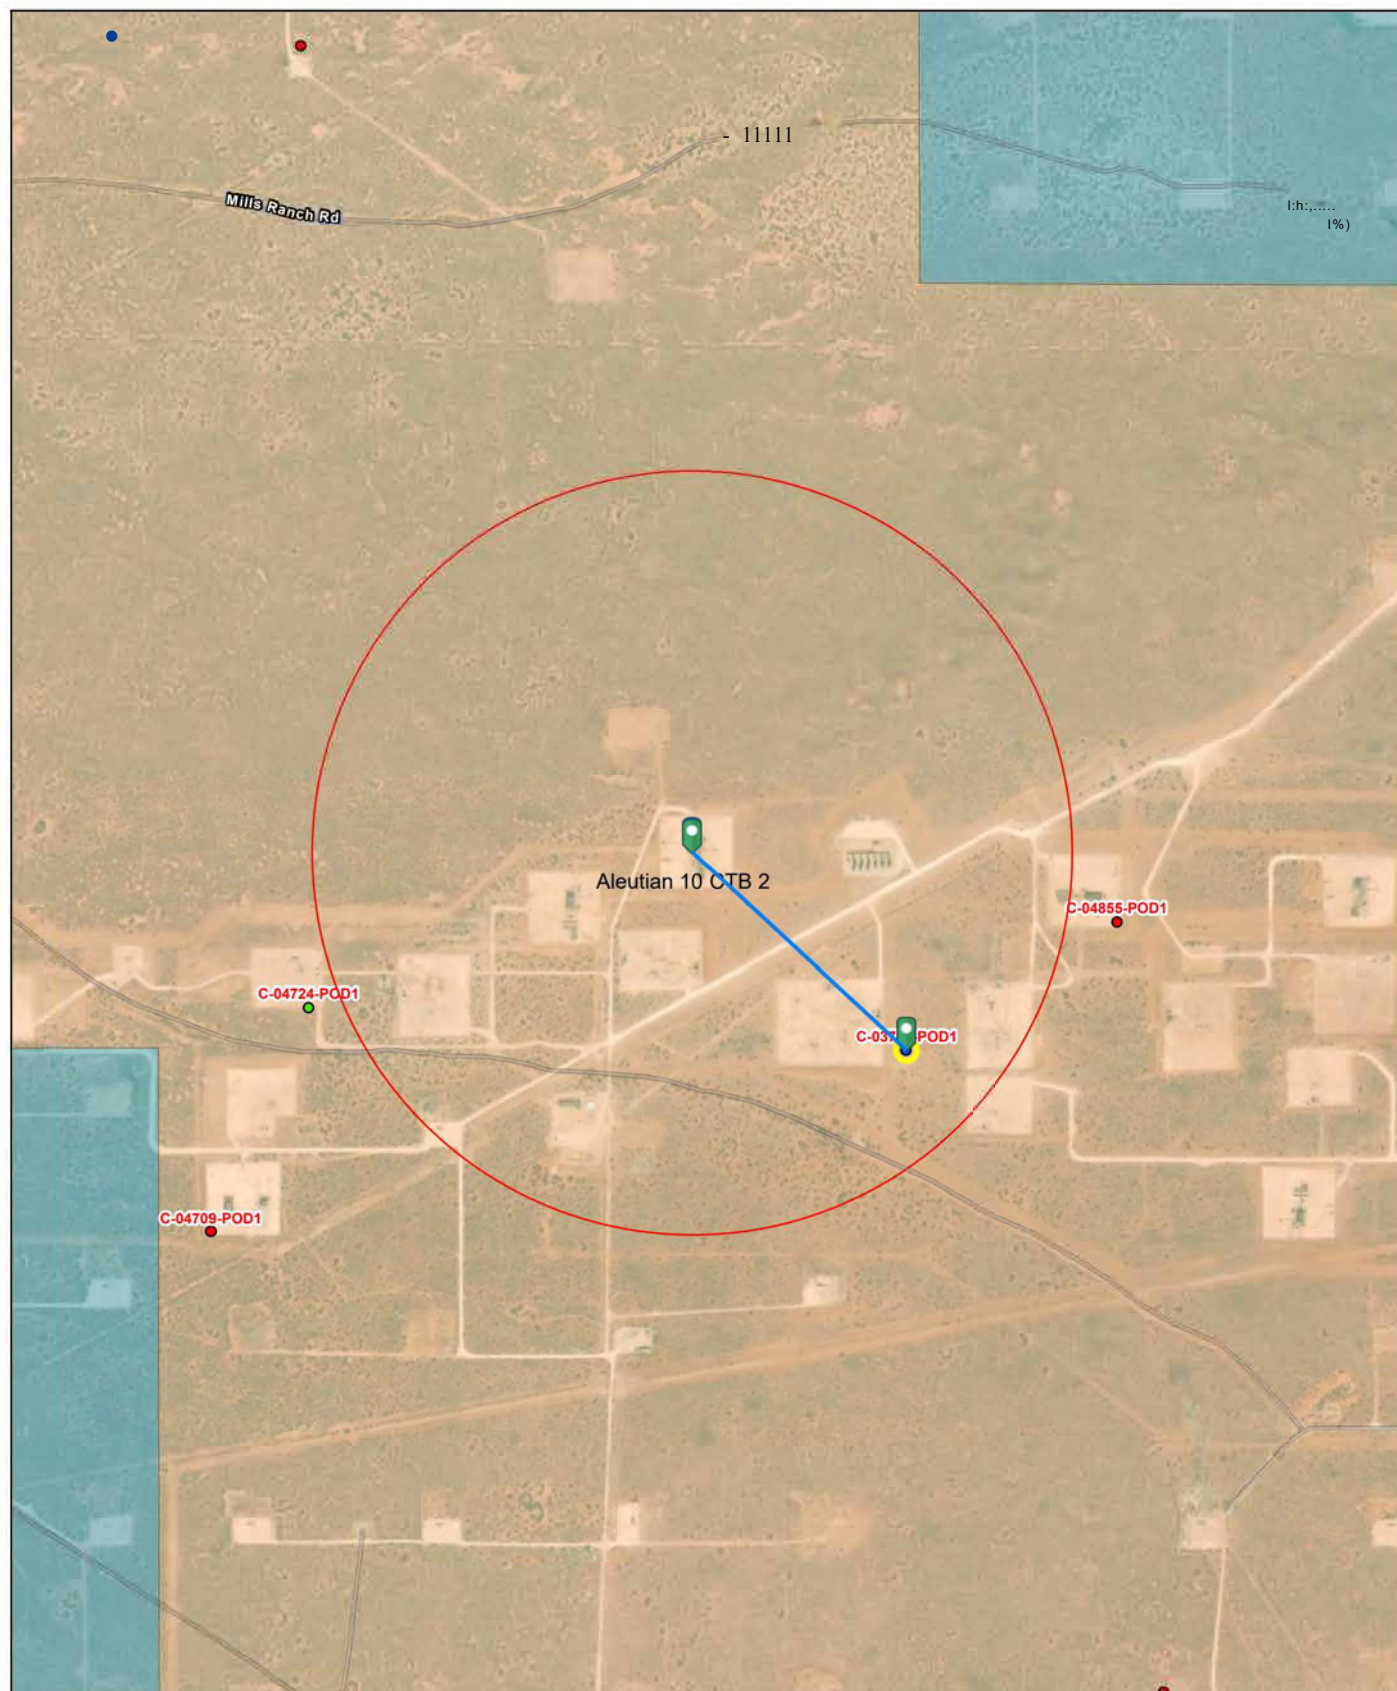 - 11111
Mills Ranch Rd
l:h:,.....
l%)
Aleutian 10 CTB 2
C-04855-POD1
C-04724-POD1
POD1
C-04709-POD1